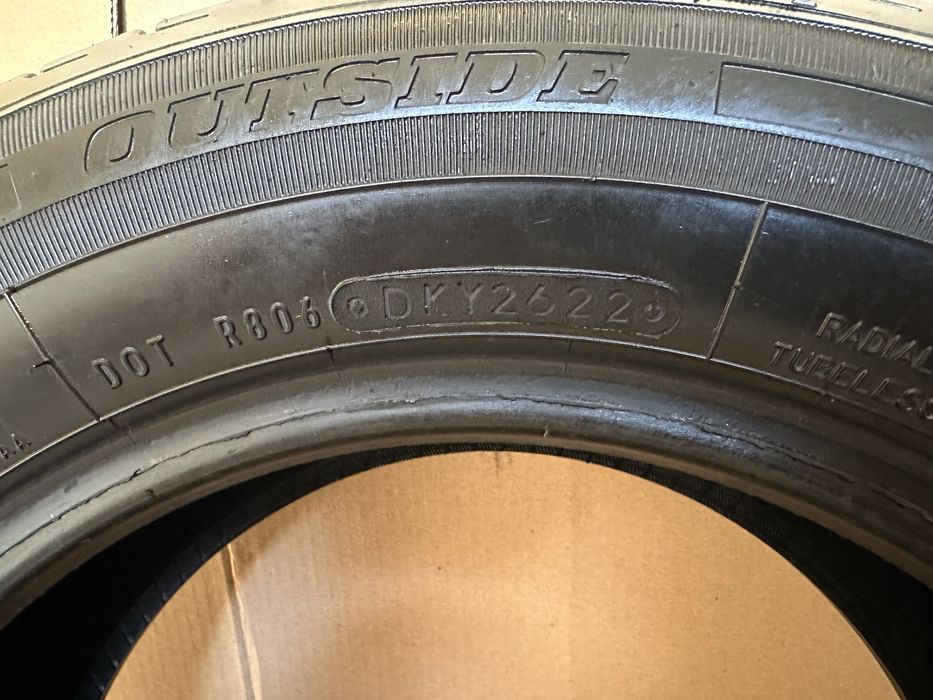 OUTSIDE
DOT R806 DKY2622
RADIAL
TUBELESS